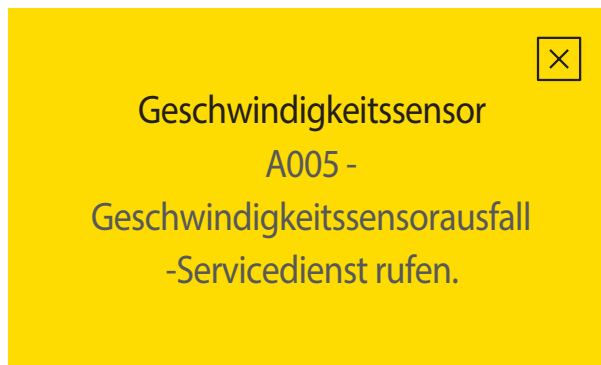 Geschwindigkeitssensor
A005 -
Geschwindigkeitssensorausfall
-Servicedienst rufen.